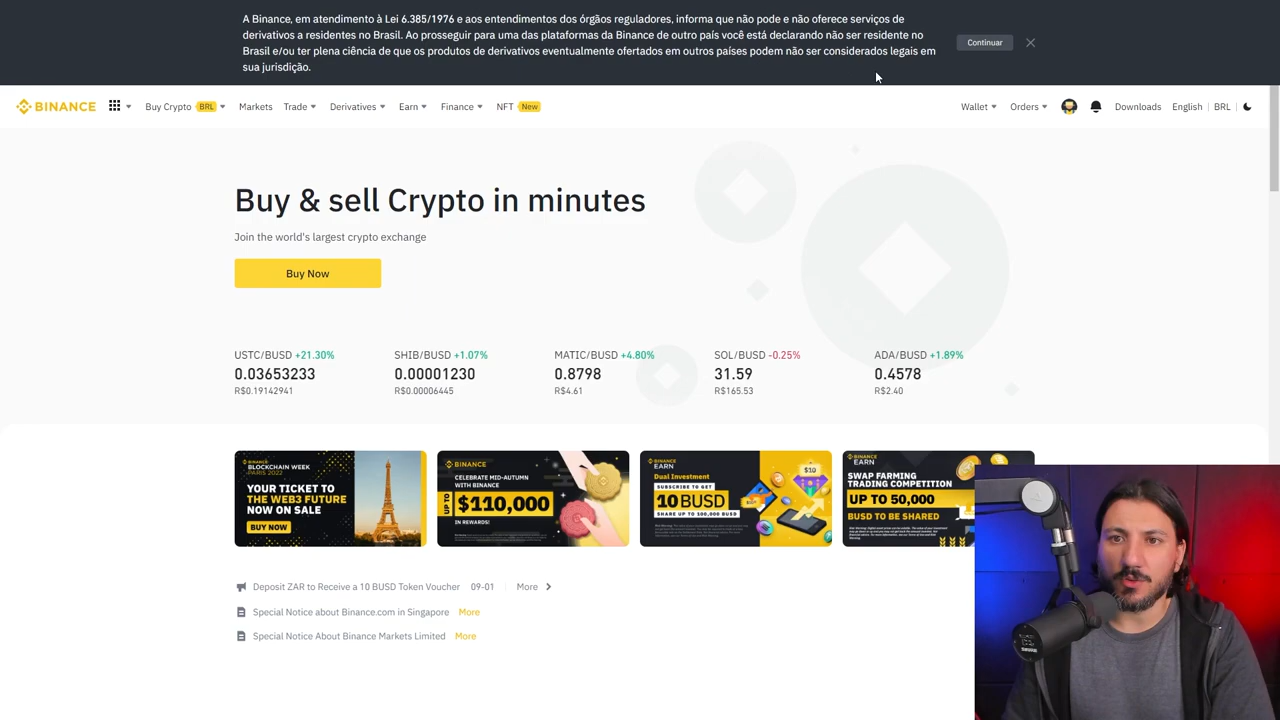 A Binance, em atendimento à Lei 6.385/1976 e aos entendimentos dos órgãos reguladores, informa que não pode e não oferece serviços de
derivativos a residentes no Brasil. Ao prosseguir para uma das plataformas da Binance de outro país você está declarando não ser residente no
Brasil e/ou ter plena ciência de que os produtos de derivativos eventualmente ofertados em outros países podem não ser considerados legais em
sua jurisdição.
Continuar
BINANCE Buy Crypto BRL Markets Trade Derivatives Earn Finance NFT New Wallet Orders Downloads English | BRL |
Buy & sell Crypto in minutes
Join the world's largest crypto exchange
Buy Now
USTC/BUSD +21.30% SHIB/BUSD +1.07% MATIC/BUSD +4.80% SOL/BUSD -0.25% ADA/BUSD +1.89%
0.03653233 0.00001230 0.8798 31.59 0.4578
R$0.19142941 R$0.00006445 R$4.61 R$165.53 R$2.40
BINANCE
BLOCKCHAIN WEEK
PARIS 2022
YOUR TICKET TO
THE WEB3 FUTURE
NOW ON SALE
BUY NOW
BINANCE
CELEBRATE MID-AUTUMN
WITH BINANCE
UP TO $110,000
IN REWARDS!
BINANCE
EARN
Dual Investment
SUBSCRIBE TO GET
10 BUSD
SHARE UP TO 100,000 BUSD
$10
BINANCE
EARN
SWAP FARMING
TRADING COMPETITION
UP TO 50,000
BUSD TO BE SHARED
Deposit ZAR to Receive a 10 BUSD Token Voucher 09-01 | More
Special Notice about Binance.com in Singapore More
Special Notice About Binance Markets Limited More